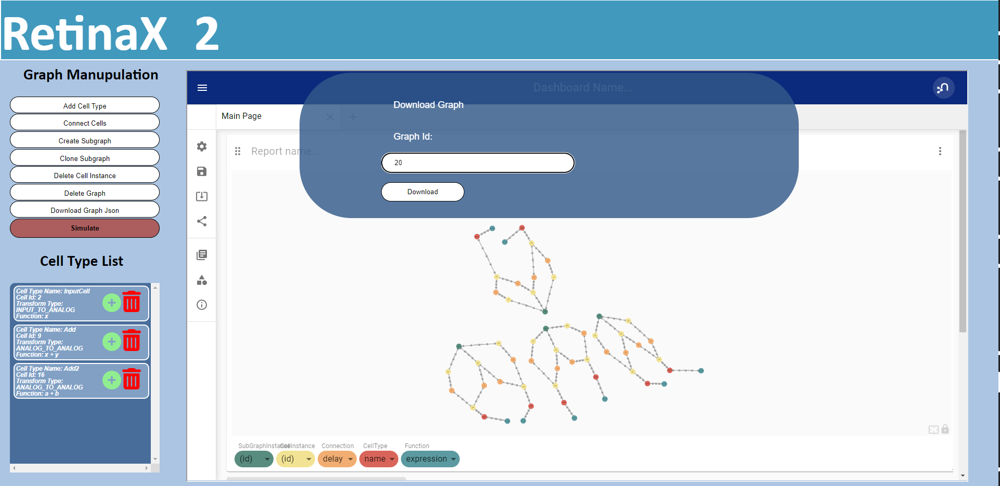 RetinaX 2
Graph Manupulation
Add Cell Type
Connect Cells
Create Subgraph
Clone Subgraph
Delete Cell Instance
Delete Graph
Download Graph Json
Simulate
Cell Type List
Cell Type Name: InputCell
Cell Id: 2
Transform Type:
INPUT_TO_ANALOG
Function: x
Cell Type Name: Add
Cell Id: 9
Transform Type:
ANALOG_TO_ANALOG
Function: x + y
Cell Type Name: Add2
Cell Id: 16
Transform Type:
ANALOG_TO_ANALOG
Function: a + b
Dashboard Name...
Main Page
Report name...
Download Graph
Graph Id:
20
Download
SubGraphInstance CellInstance Connection CellType Function
(id) (id) delay name expression